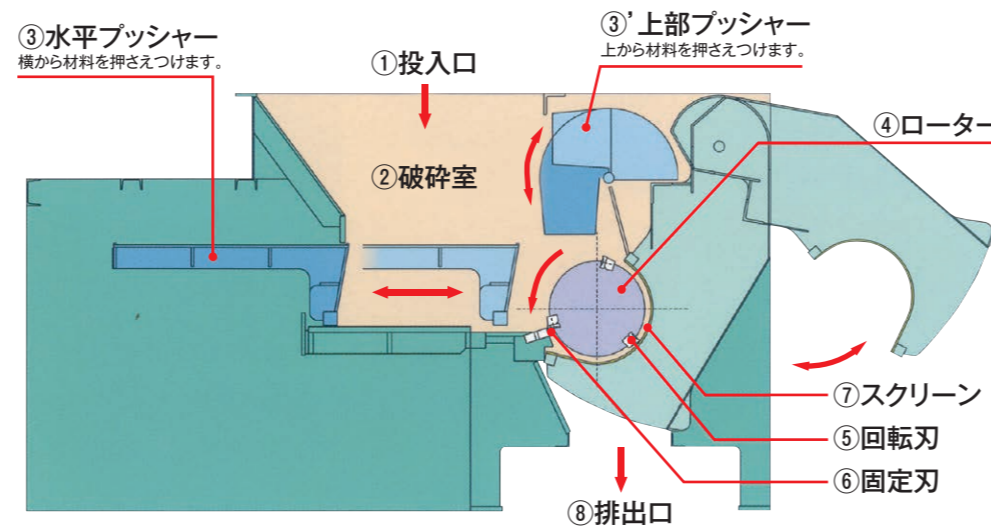 ③水平プッシャー
横から材料を押さえつけます。
①投入口
③’上部プッシャー
上から材料を押さえつけます。
④ローター
②破砕室
⑦スクリーン
⑤回転刃
⑥固定刃
⑧排出口